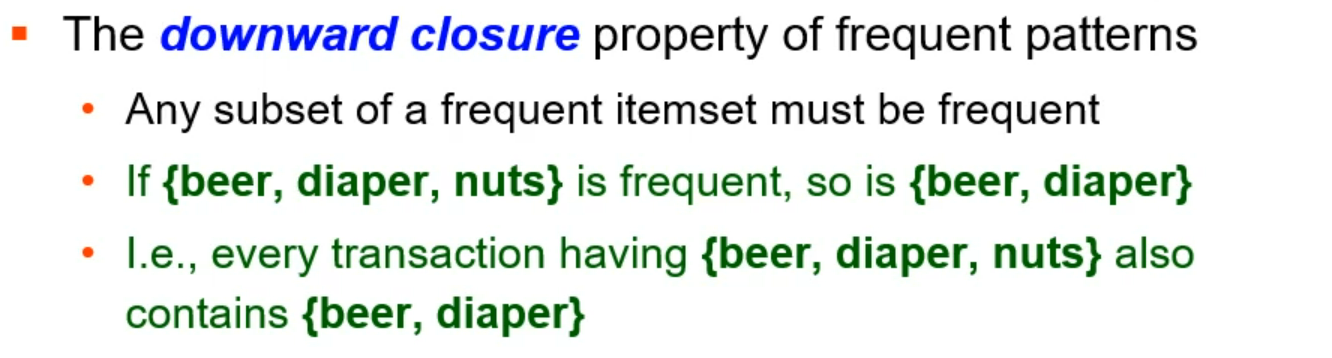 The downward closure property of frequent patterns
Any subset of a frequent itemset must be frequent
If {beer, diaper, nuts} is frequent, so is {beer, diaper}
I.e., every transaction having {beer, diaper, nuts} also
contains {beer, diaper}